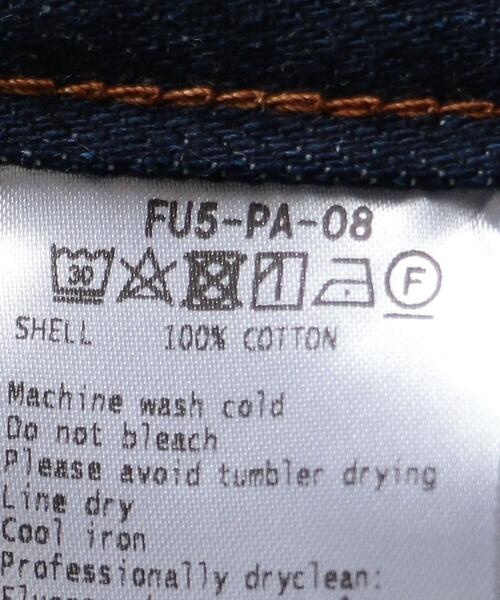 FU5-PA-08
30 F
SHELL 100% COTTON
Machine wash cold
Do not bleach
Please avoid tumbler drying
Line dry
Cool iron
Professionally dryclean: